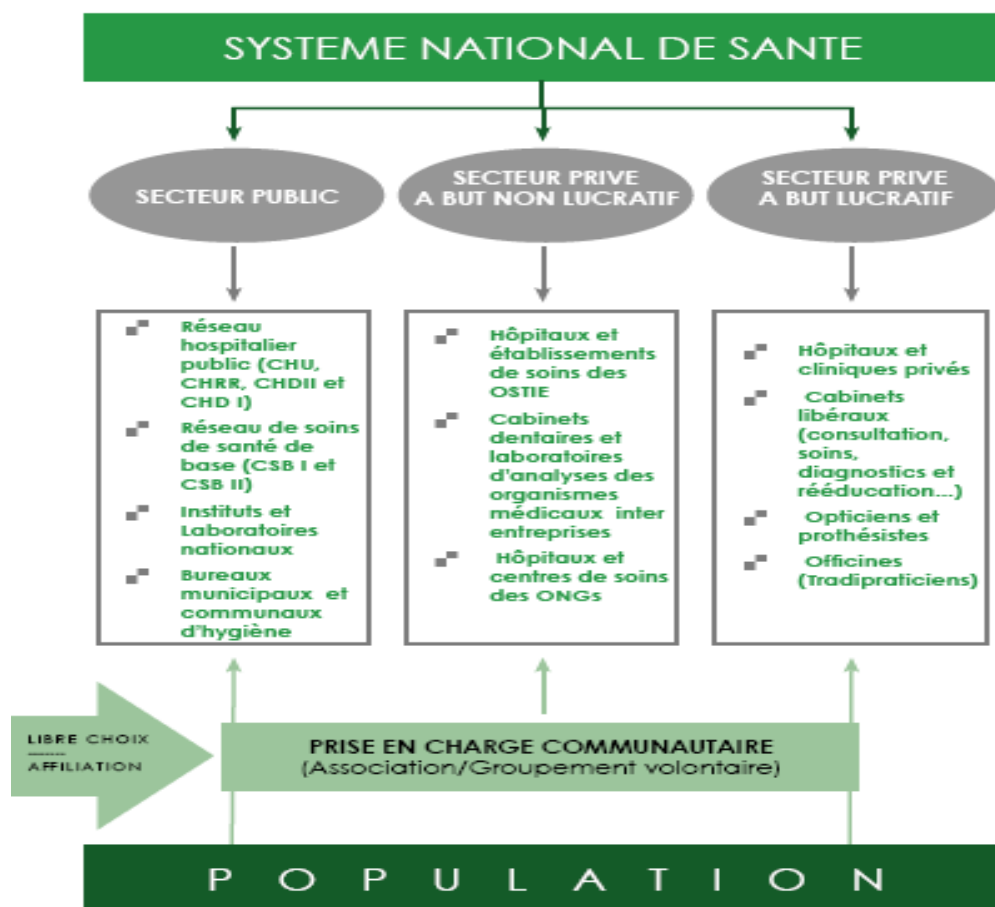 SYSTEME NATIONAL DE SANTE
SECTEUR PUBLIC
SECTEUR PRIVE
A BUT NON LUCRATIF
SECTEUR PRIVE
A BUT LUCRATIF
Réseau
hospitalier
public (CHU,
CHRR, CHDII et
CHD I)
Réseau de soins
de santé de
base (CSB I et
CSB II)
Instituts et
Laboratoires
nationaux
Bureaux
municipaux et
communaux
d'hygiène
Hôpitaux et
établissements
de soins des
OSTIE
Cabinets
dentaires et
laboratoires
d'analyses des
organismes
médicaux inter
entreprises
Hôpitaux et
centres de soins
des ONGs
Hôpitaux et
cliniques privés
Cabinets
libéraux
(consultation,
soins,
diagnostics et
rééducation...)
Opticiens et
prothésistes
Officines
(Tradipraticiens)
LIBRE CHOIX
------
AFFILIATION
PRISE EN CHARGE COMMUNAUTAIRE
(Association/Groupement volontaire)
P O P U L A T I O N